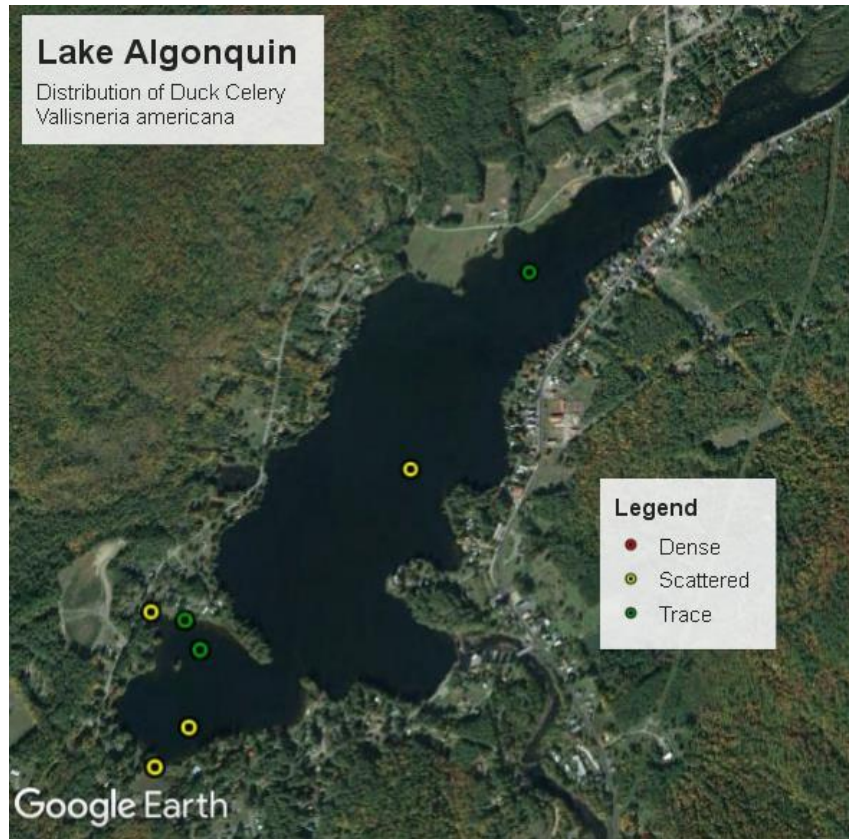 Lake Algonquin
Distribution of Duck Celery
Vallisneria americana
Legend
Dense
Scattered
Trace
Google Earth